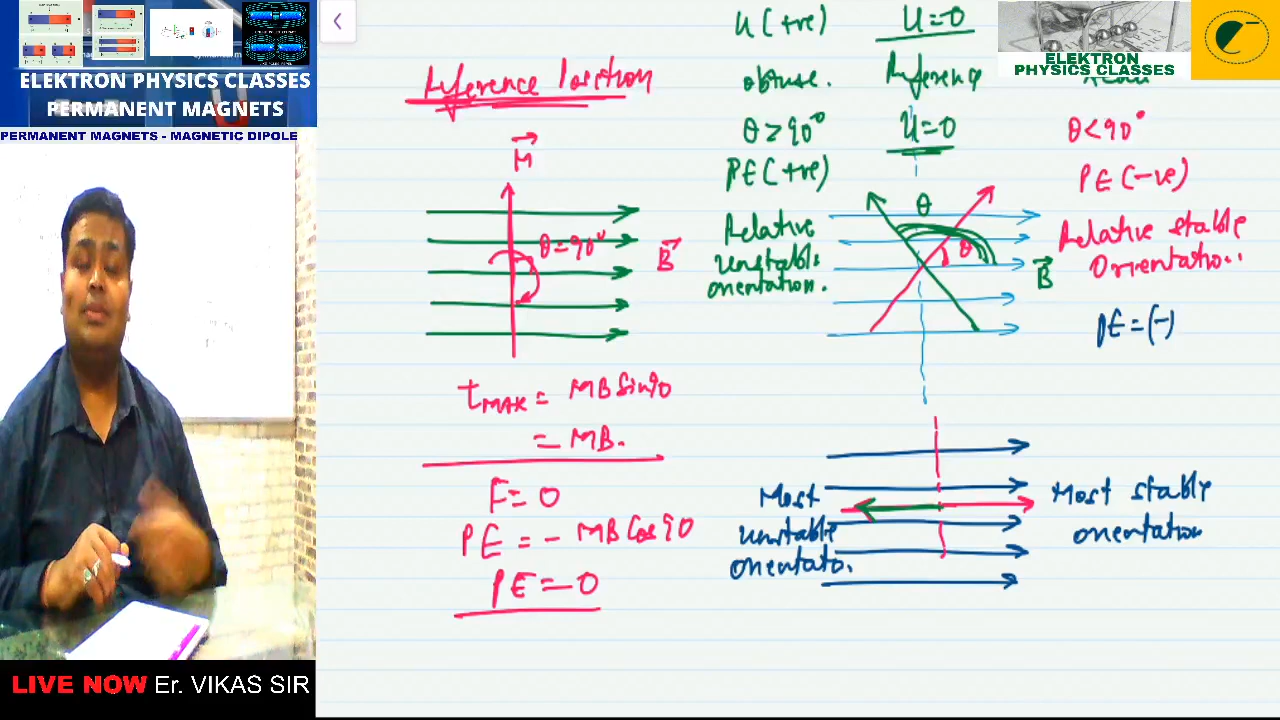 ELEKTRON PHYSICS CLASSES
PERMANENT MAGNETS
PERMANENT MAGNETS - MAGNETIC DIPOLE
LIVE NOW Er. VIKAS SIR
ELEKTRON
PHYSICS CLASSES
Reference location
M
θ=90°
B
τMAX = MB Sin90
= MB.
F= 0
PE = - MB Cos 90
PE = 0
U(+ve)
obtuse.
θ>90°
PE(+ve)
Relative
unstable
orientation.
U=0
Reference
U=0
θ
θ
B
θ<90°
PE(-ve)
Relative stable
Orientation..
PE=(-)
Most
unstable
orientatio.
Most stable
orientation